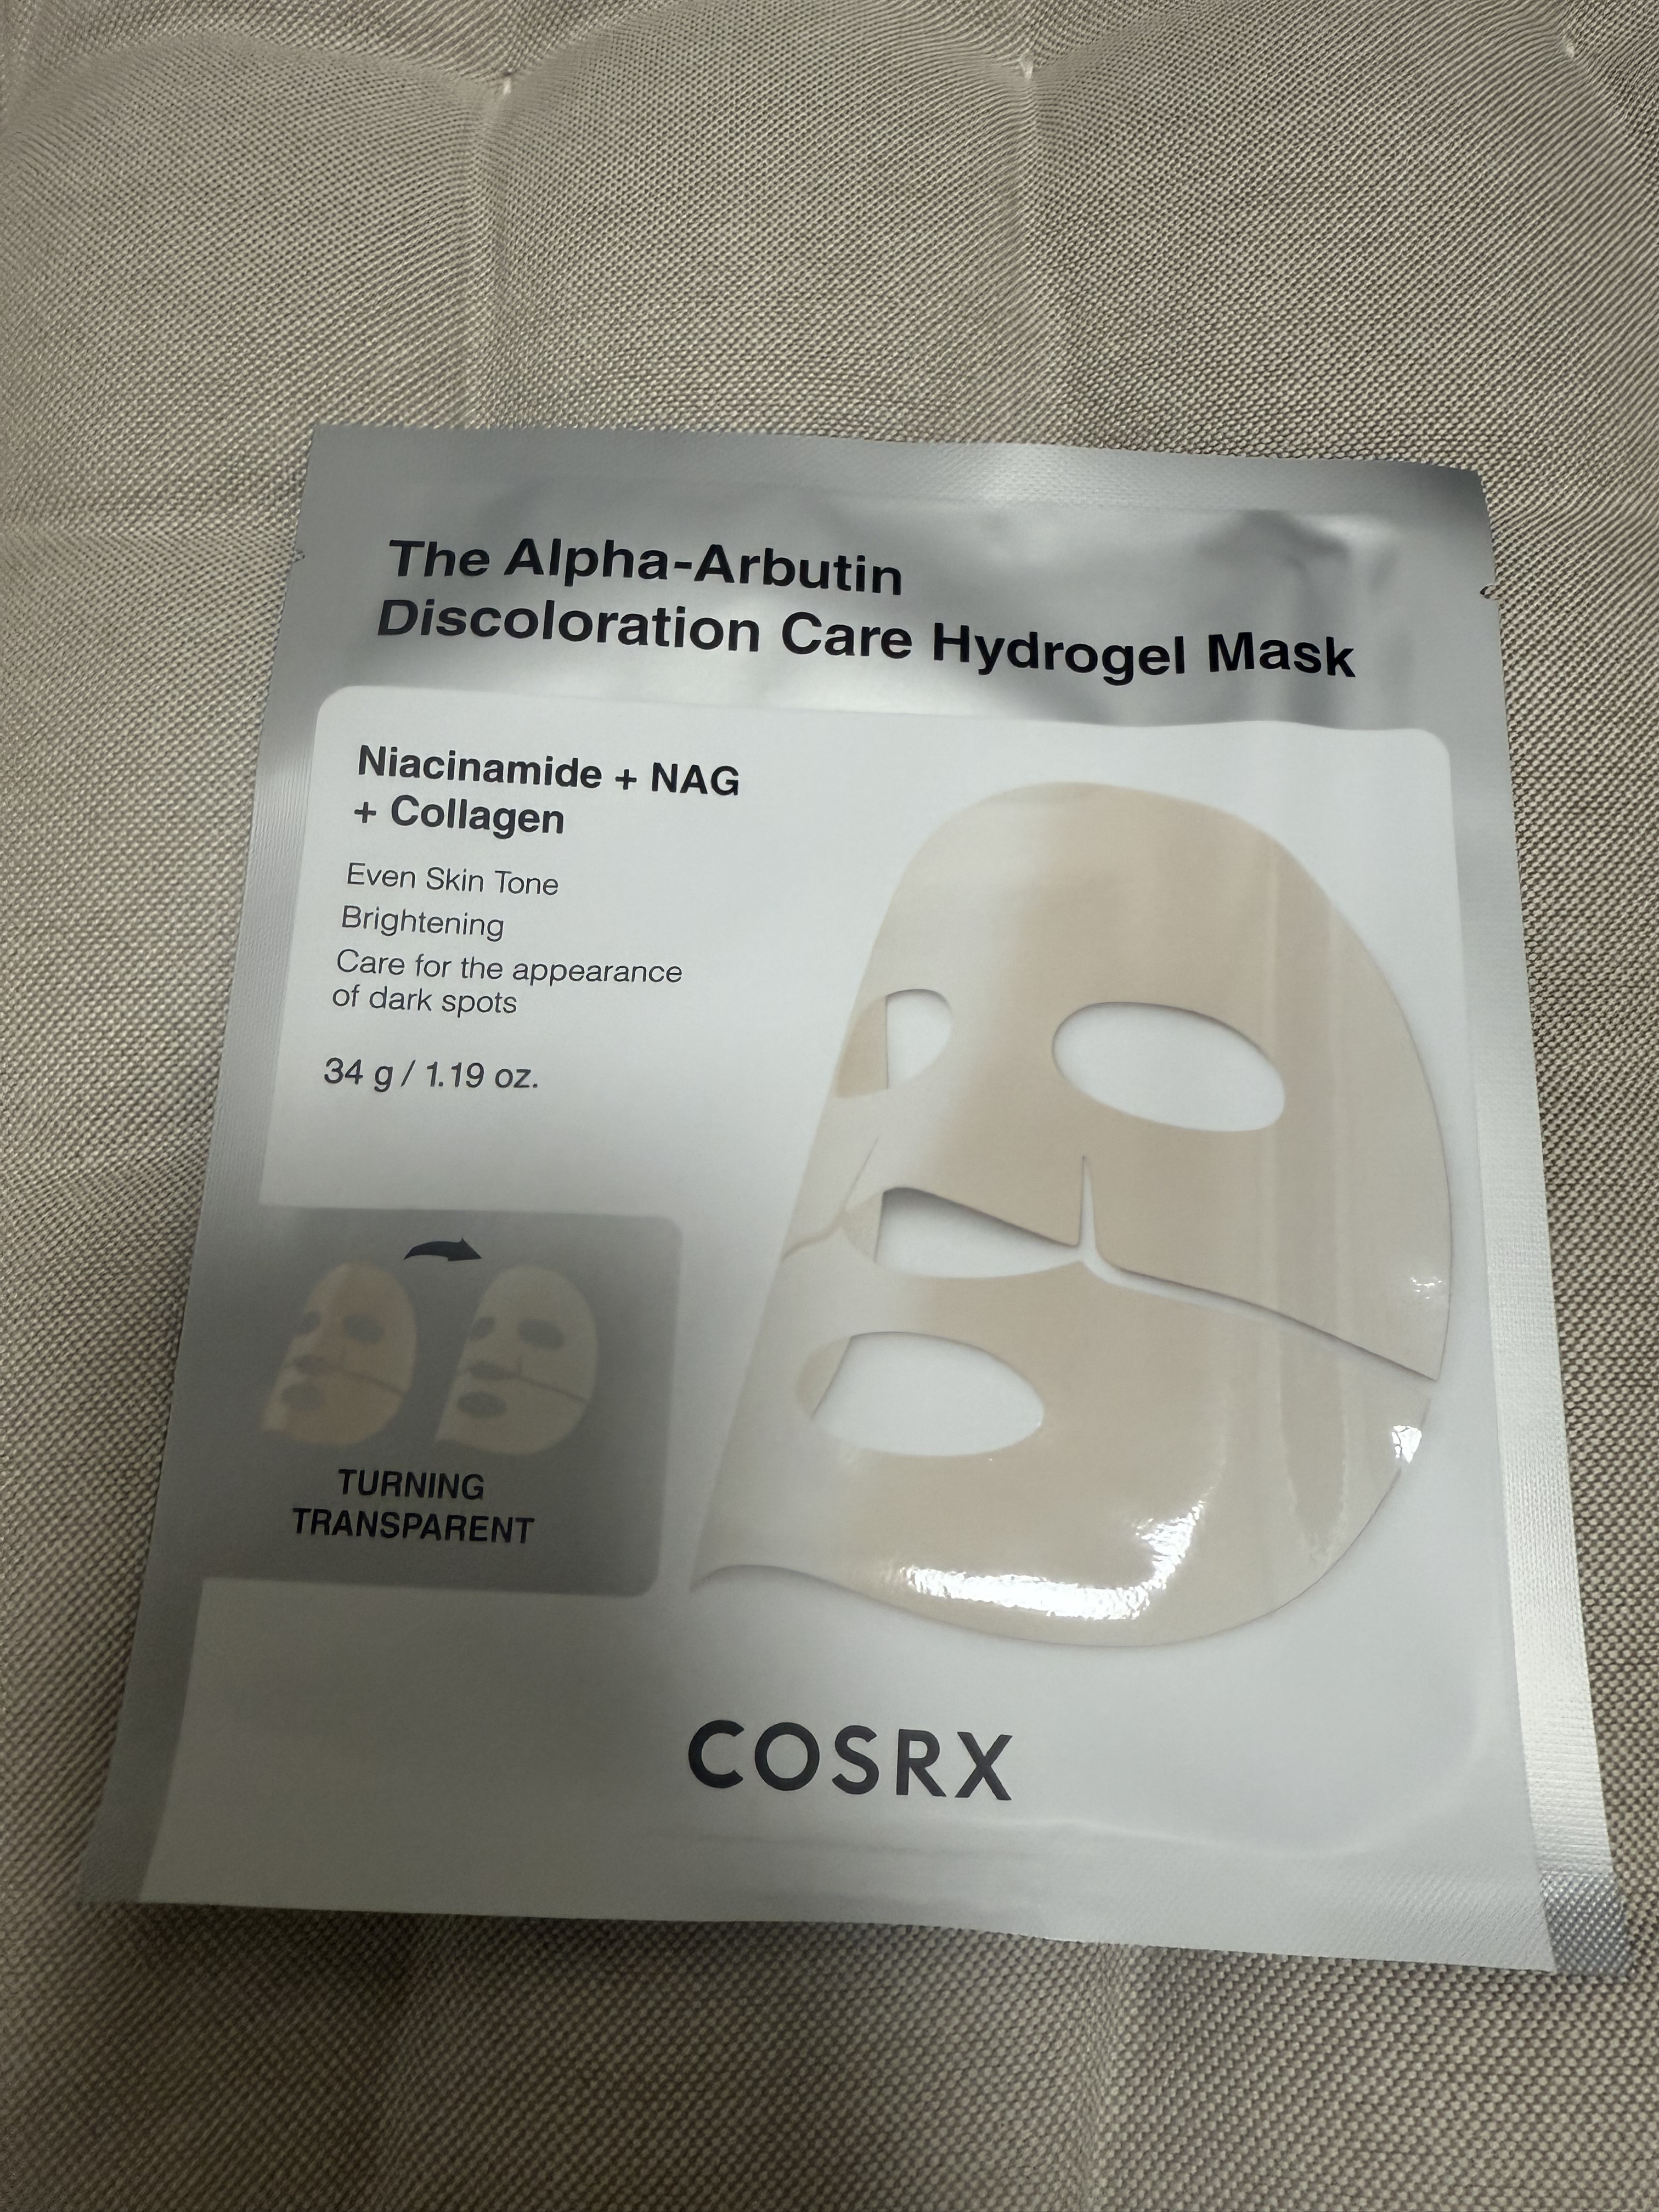 The Alpha-Arbutin
Discoloration Care Hydrogel Mask
Niacinamide + NAG
+ Collagen
Even Skin Tone
Brightening
Care for the appearance
of dark spots
34 g / 1.19 oz.
TURNING
TRANSPARENT
COSRX